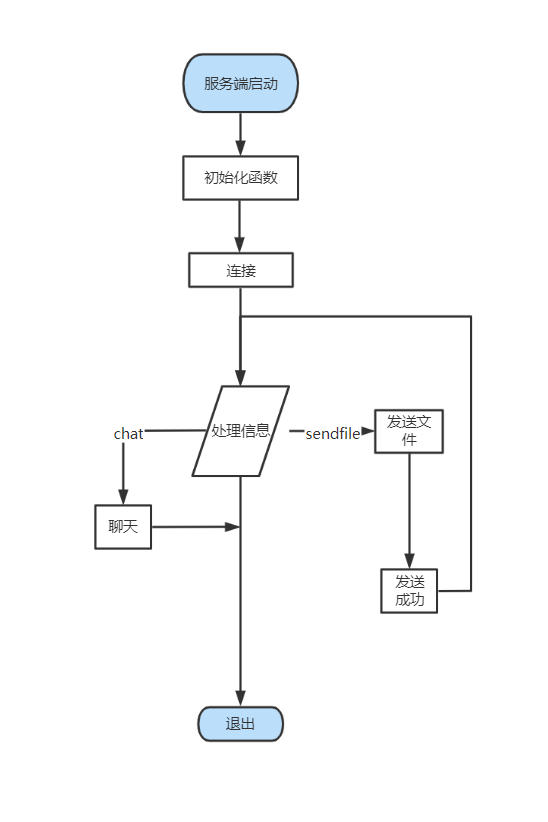 服务端启动
初始化函数
连接
处理信息
chat
sendfile
发送文
件
聊天
发送
成功
退出